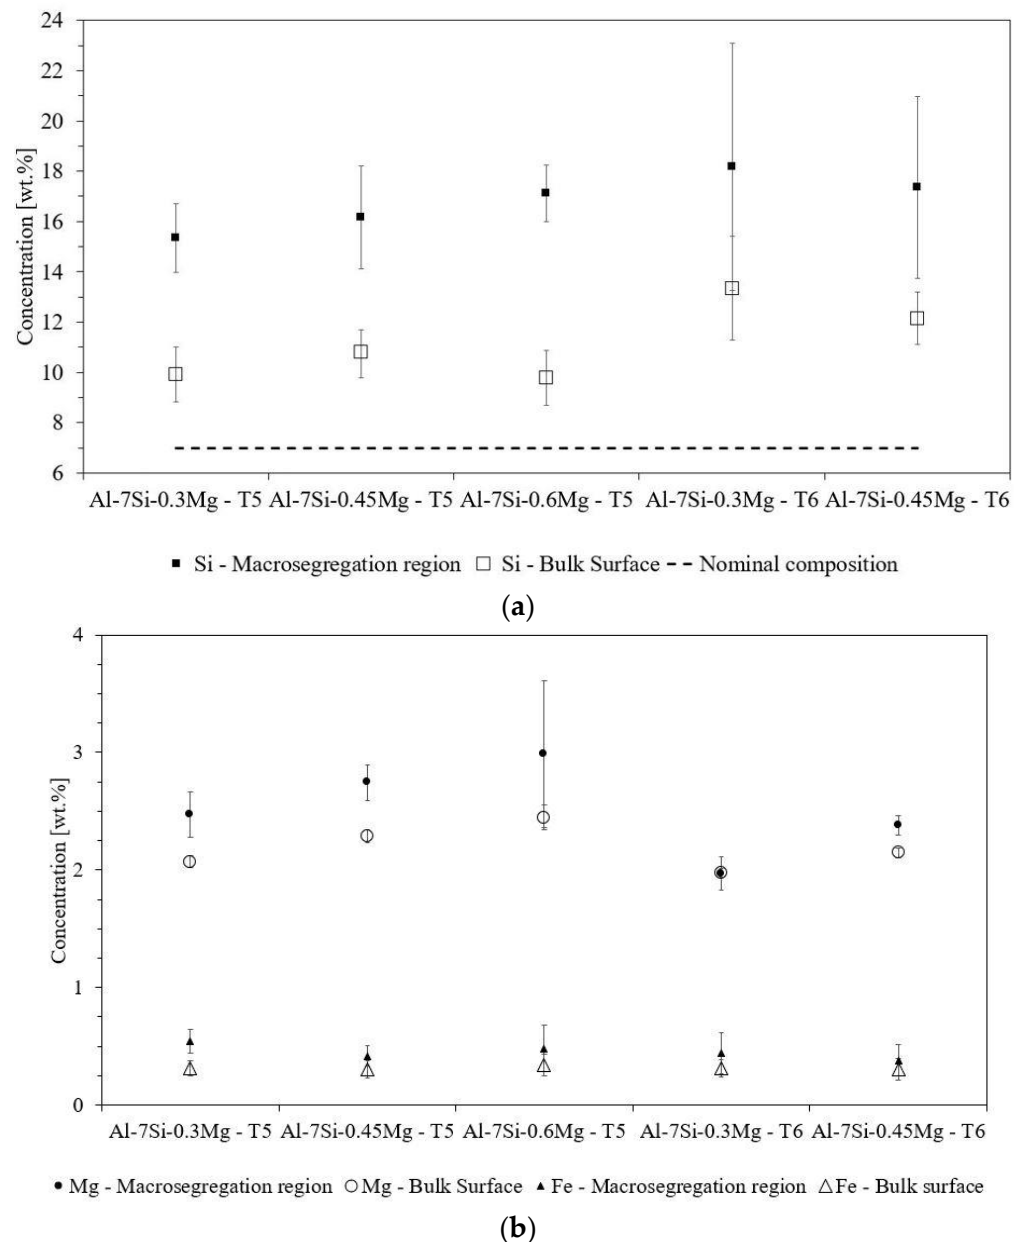 24
22
20
18
16
14
12
10
8
6
Concentration [wt.%]
Al-7Si-0.3Mg - T5 Al-7Si-0.45Mg - T5 Al-7Si-0.6Mg - T5 Al-7Si-0.3Mg - T6 Al-7Si-0.45Mg - T6
Si - Macrosegregation region Si - Bulk Surface Nominal composition
(a)
4
3
2
1
0
Concentration [wt.%]
Al-7Si-0.3Mg - T5 Al-7Si-0.45Mg - T5 Al-7Si-0.6Mg - T5 Al-7Si-0.3Mg - T6 Al-7Si-0.45Mg - T6
Mg - Macrosegregation region Mg - Bulk Surface Fe - Macrosegregation region Fe - Bulk surface
(b)